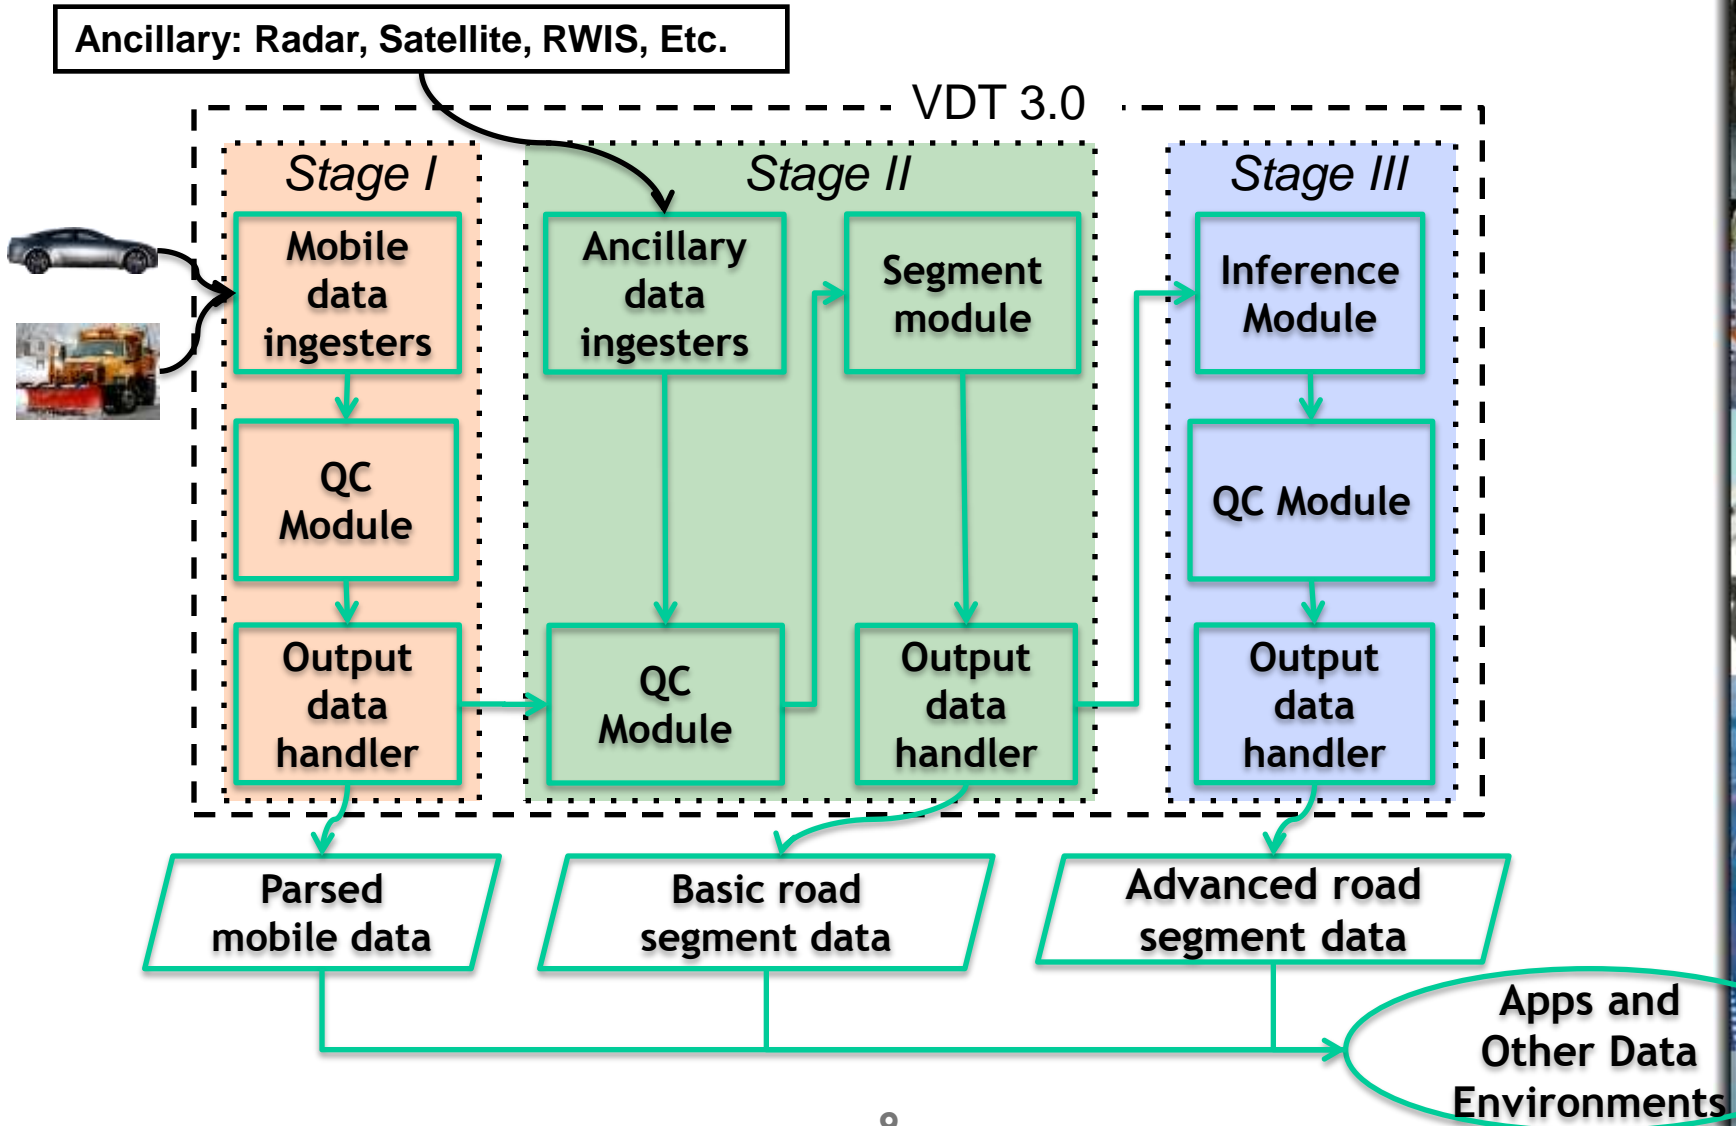 Ancillary: Radar, Satellite, RWIS, Etc.
VDT 3.0
Stage I
Stage II
Stage III
Mobile
data
ingesters
Ancillary
data
ingesters
Segment
module
Inference
Module
QC
Module
QC Module
Output
data
handler
QC
Module
Output
data
handler
Output
data
handler
Parsed
mobile data
Basic road
segment data
Advanced road
segment data
Apps and
Other Data
Environments
9